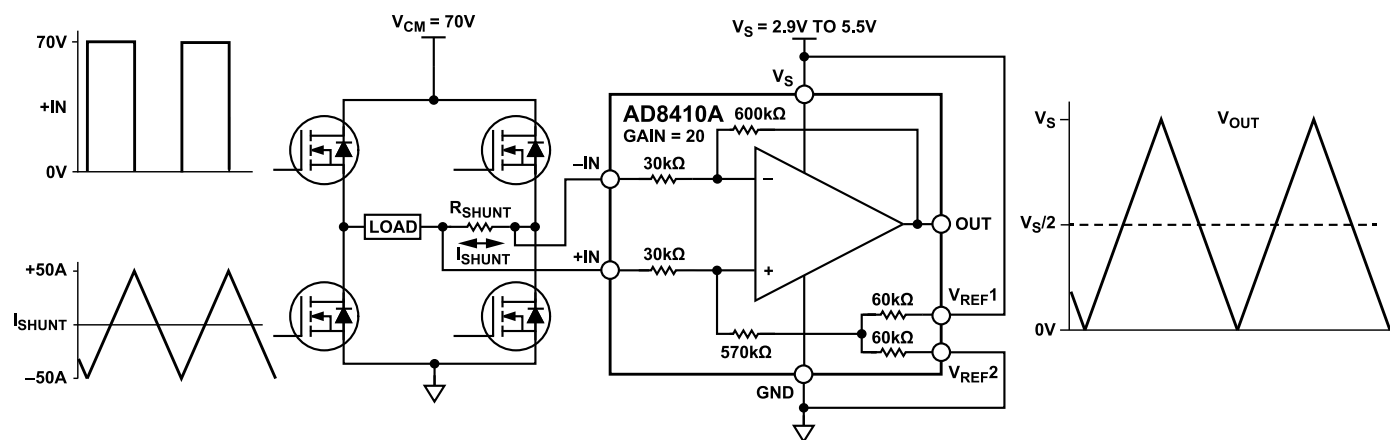 70V
+IN
0V
+50A
I_SHUNT
–50A
V_CM = 70V
LOAD
R_SHUNT
I_SHUNT
V_S = 2.9V TO 5.5V
V_S
AD8410A
GAIN = 20
600kΩ
–IN
30kΩ
–
+IN
30kΩ
+
OUT
570kΩ
60kΩ
V_REF1
60kΩ
V_REF2
GND
V_S
V_OUT
V_S/2
0V